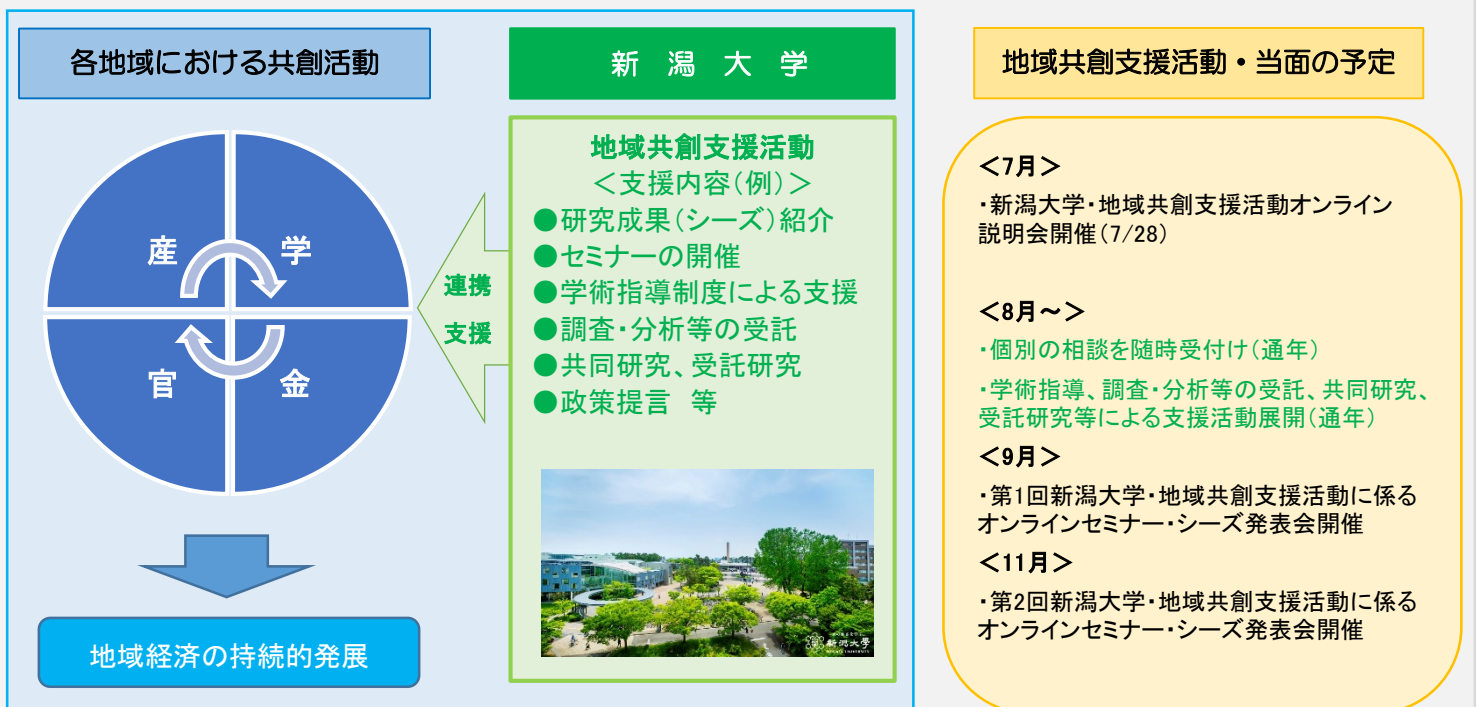 各地域における共創活動
産
学
官
金
地域経済の持続的発展
連携
支援
新潟大学
地域共創支援活動
＜支援内容（例）＞
●研究成果（シーズ）紹介
●セミナーの開催
●学術指導制度による支援
●調査・分析等の受託
●共同研究、受託研究
●政策提言　等
新潟大学
地域共創支援活動・当面の予定
＜7月＞
・新潟大学・地域共創支援活動オンライン
説明会開催（7/28）
＜8月～＞
・個別の相談を随時受付け（通年）
・学術指導、調査・分析等の受託、共同研究、
受託研究等による支援活動展開（通年）
＜9月＞
・第1回新潟大学・地域共創支援活動に係る
オンラインセミナー・シーズ発表会開催
＜11月＞
・第2回新潟大学・地域共創支援活動に係る
オンラインセミナー・シーズ発表会開催